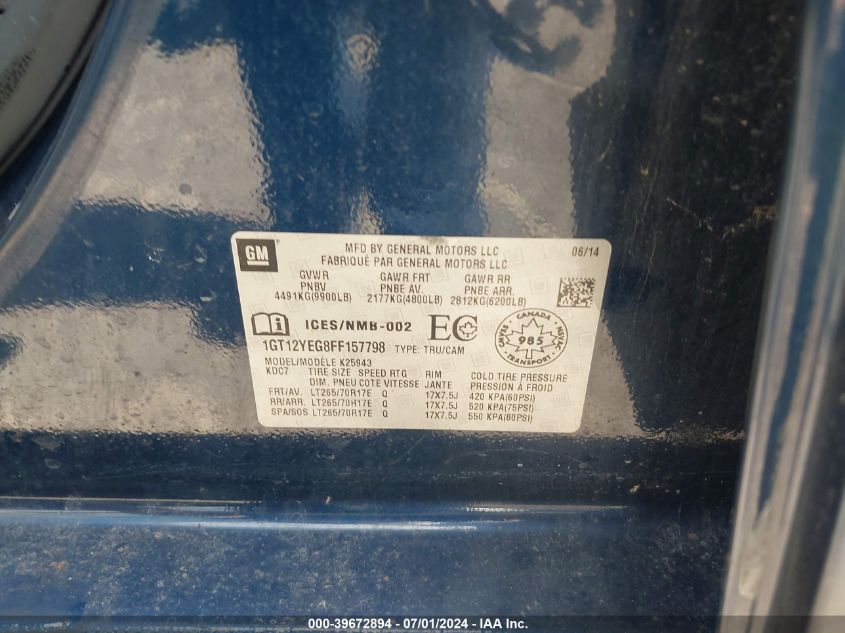 GM
MFD BY GENERAL MOTORS LLC
06/14
FABRIQUÉ PAR GENERAL MOTORS LLC
GVWR GAWR FRT GAWR RR
PNBV PNBE AV. PNBE ARR.
4491KG(9900LB) 2177KG(4800LB) 2812KG(6200LB)
ICES/NMB-002 EC
CANADA
SCHVAS 985
TRANSPORT
1GT12YEG8FF157798 TYPE: TRU/CAM
MODEL/MODÈLE K25943
KDC7 TIRE SIZE SPEED RTG RIM COLD TIRE PRESSURE
DIM. PNEU COTE VITESSE JANTE PRESSION À FROID
FRT/AV. LT265/70R17E Q 17X7.5J 420 KPA(60PSI)
RR/ARR. LT265/70R17E Q 17X7.5J 520 KPA(75PSI)
SPA/SOS LT265/70R17E Q 17X7.5J 550 KPA(80PSI)
000-39672894 / 07/01/2024 - IAA Inc.